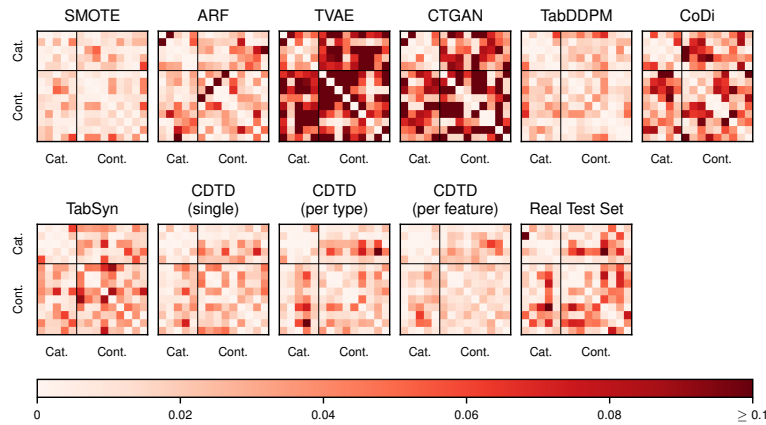 SMOTE ARF TVAE CTGAN TabDDPM CoDi
Cat.
Cont.
Cat. Cont. Cat. Cont. Cat. Cont. Cat. Cont. Cat. Cont. Cat. Cont.
TabSyn CDTD (single) CDTD (per type) CDTD (per feature) Real Test Set
Cat.
Cont.
Cat. Cont. Cat. Cont. Cat. Cont. Cat. Cont. Cat. Cont.
0 0.02 0.04 0.06 0.08 ≥ 0.1